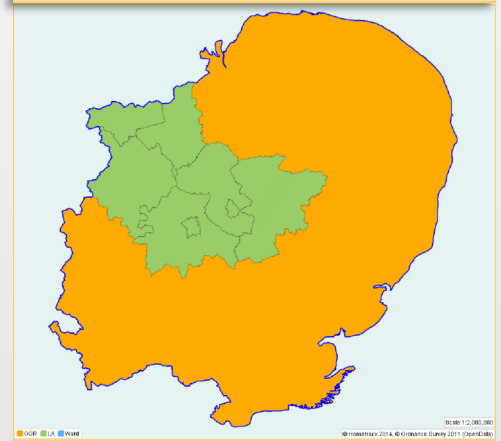 Scale 1:2,000,000
GOR LA Ward
© Hometrack 2014, © Ordnance Survey 2011 (OpenData)